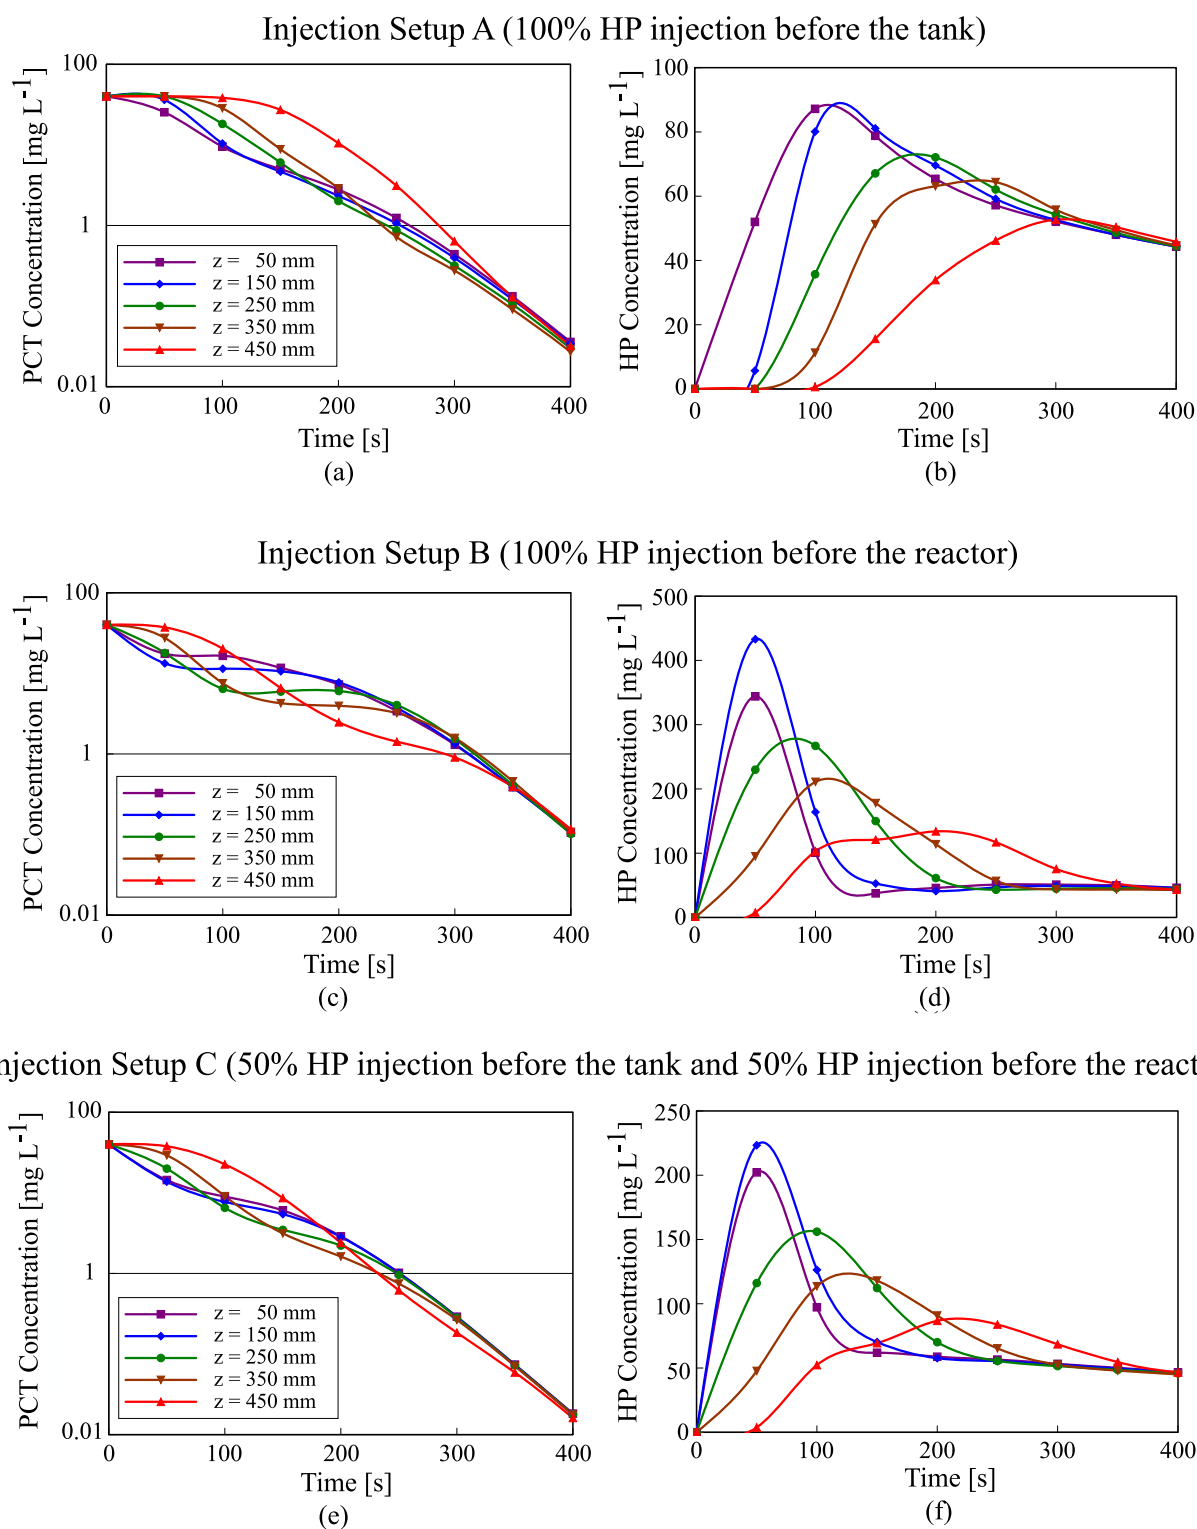 Injection Setup A (100% HP injection before the tank)
PCT Concentration [mg L-1]
100
1
0.01
z = 50 mm
z = 150 mm
z = 250 mm
z = 350 mm
z = 450 mm
0 100 200 300 400
Time [s]
(a)
HP Concentration [mg L-1]
100
80
60
40
20
0
0 100 200 300 400
Time [s]
(b)
Injection Setup B (100% HP injection before the reactor)
PCT Concentration [mg L-1]
100
1
0.01
z = 50 mm
z = 150 mm
z = 250 mm
z = 350 mm
z = 450 mm
0 100 200 300 400
Time [s]
(c)
HP Concentration [mg L-1]
500
400
300
200
100
0
0 100 200 300 400
Time [s]
(d)
njection Setup C (50% HP injection before the tank and 50% HP injection before the react
PCT Concentration [mg L-1]
100
1
0.01
z = 50 mm
z = 150 mm
z = 250 mm
z = 350 mm
z = 450 mm
0 100 200 300 400
Time [s]
(e)
HP Concentration [mg L-1]
250
200
150
100
50
0
0 100 200 300 400
Time [s]
(f)